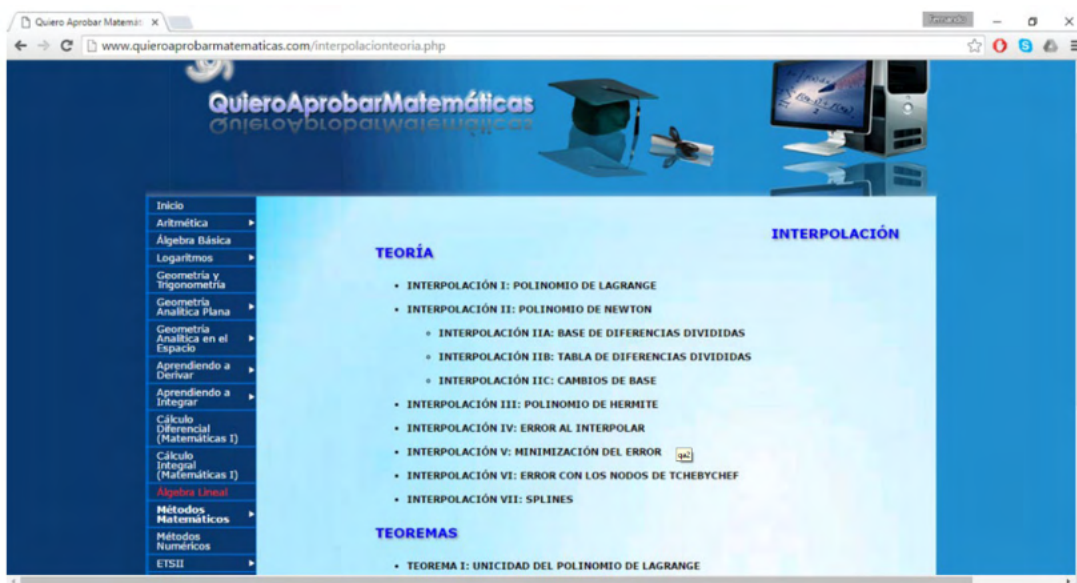 Quiero Aprobar Matemát
Fernando
www.quieroaprobarmatematicas.com/interpolacionteoria.php
QuieroAprobarMatemáticas
Inicio
Aritmética
Álgebra Básica
Logaritmos
Geometría y
Trigonometría
Geometría
Analítica Plana
Geometría
Analítica en el
Espacio
Aprendiendo a
Derivar
Aprendiendo a
Integrar
Cálculo
Diferencial
(Matemáticas I)
Cálculo
Integral
(Matemáticas I)
Álgebra Lineal
Métodos
Matemáticos
Métodos
Numéricos
ETSII
INTERPOLACIÓN
TEORÍA
• INTERPOLACIÓN I: POLINOMIO DE LAGRANGE
• INTERPOLACIÓN II: POLINOMIO DE NEWTON
◦ INTERPOLACIÓN IIA: BASE DE DIFERENCIAS DIVIDIDAS
◦ INTERPOLACIÓN IIB: TABLA DE DIFERENCIAS DIVIDIDAS
◦ INTERPOLACIÓN IIC: CAMBIOS DE BASE
• INTERPOLACIÓN III: POLINOMIO DE HERMITE
• INTERPOLACIÓN IV: ERROR AL INTERPOLAR
• INTERPOLACIÓN V: MINIMIZACIÓN DEL ERROR
qa2
• INTERPOLACIÓN VI: ERROR CON LOS NODOS DE TCHEBYCHEF
• INTERPOLACIÓN VII: SPLINES
TEOREMAS
• TEOREMA I: UNICIDAD DEL POLINOMIO DE LAGRANGE